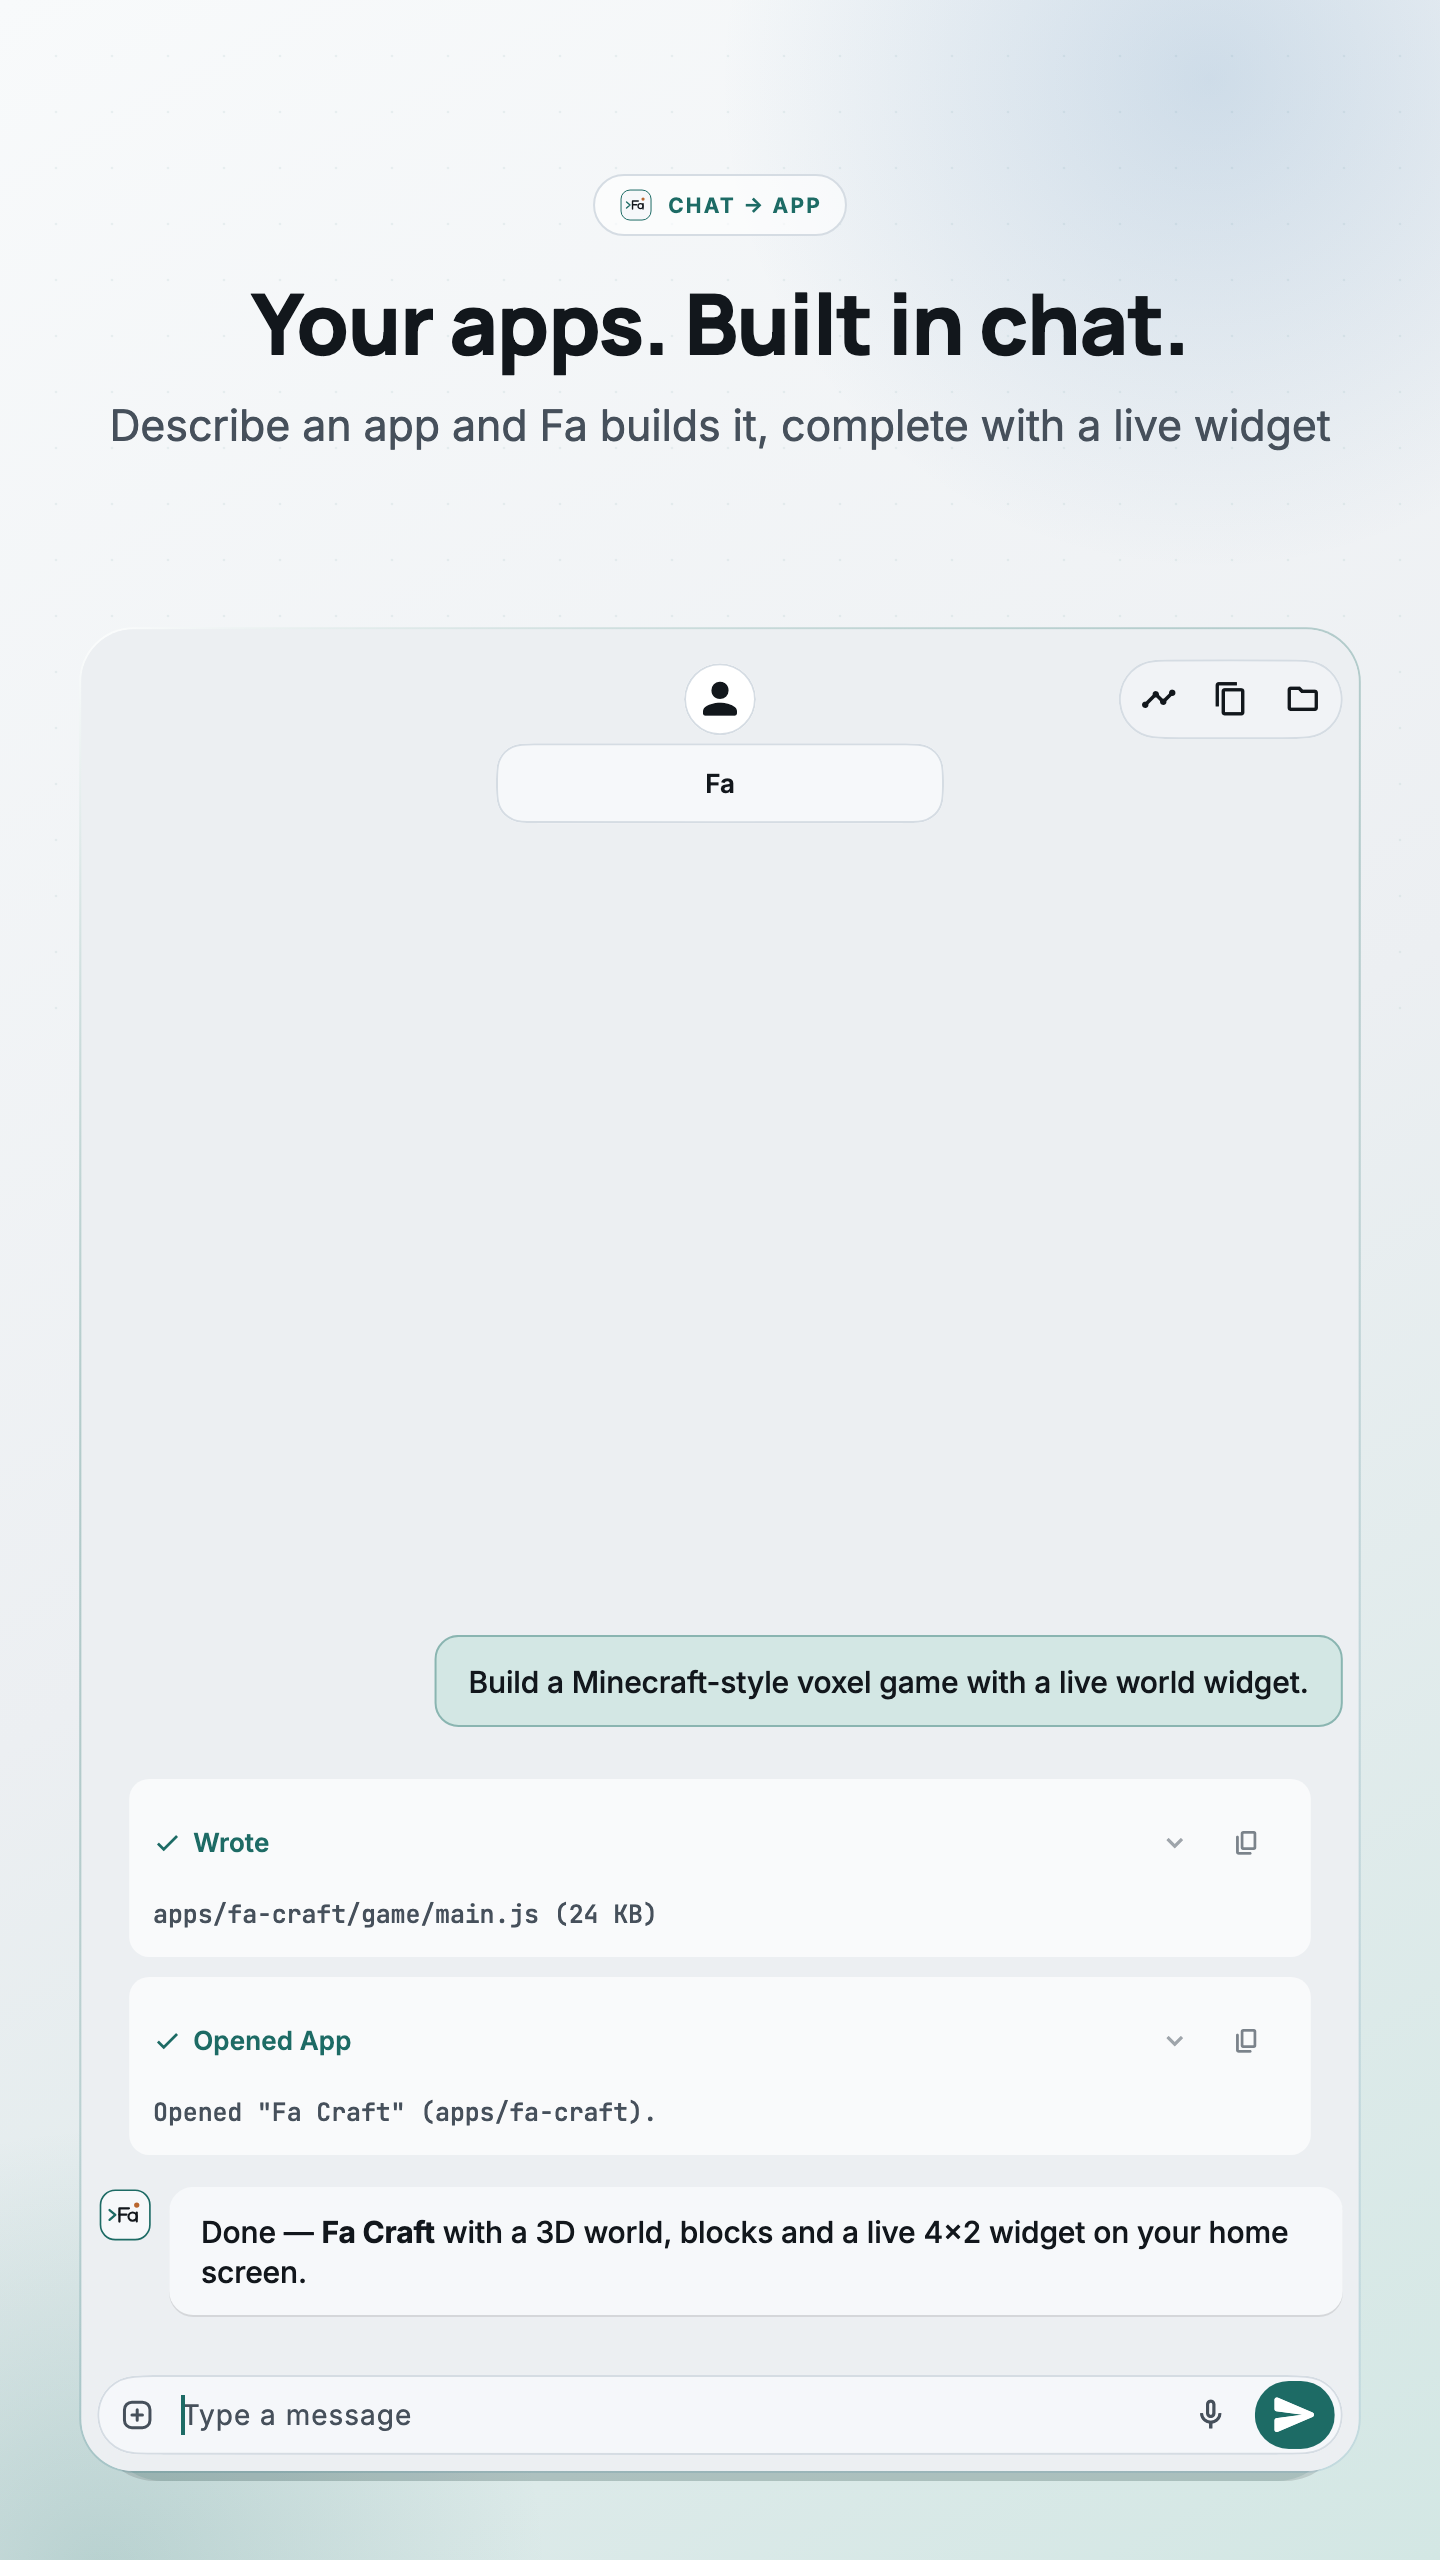 >Fa CHAT → APP
Your apps. Built in chat.
Describe an app and Fa builds it, complete with a live widget
Fa
Build a Minecraft-style voxel game with a live world widget.
Wrote
apps/fa-craft/game/main.js (24 KB)
Opened App
Opened "Fa Craft" (apps/fa-craft).
>Fa
Done — Fa Craft with a 3D world, blocks and a live 4×2 widget on your home
screen.
Type a message